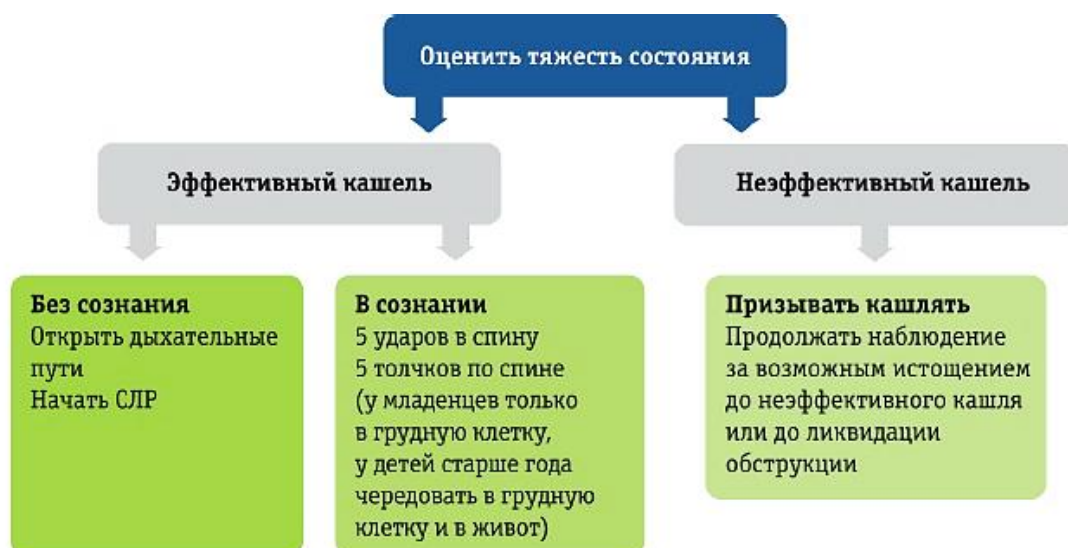 Оценить тяжесть состояния
Эффективный кашель
Неэффективный кашель
Без сознания
Открыть дыхательные
пути
Начать СЛР
В сознании
5 ударов в спину
5 толчков по спине
(у младенцев только
в грудную клетку,
у детей старше года
чередовать в грудную
клетку и в живот)
Призывать кашлять
Продолжать наблюдение
за возможным истощением
до неэффективного кашля
или до ликвидации
обструкции